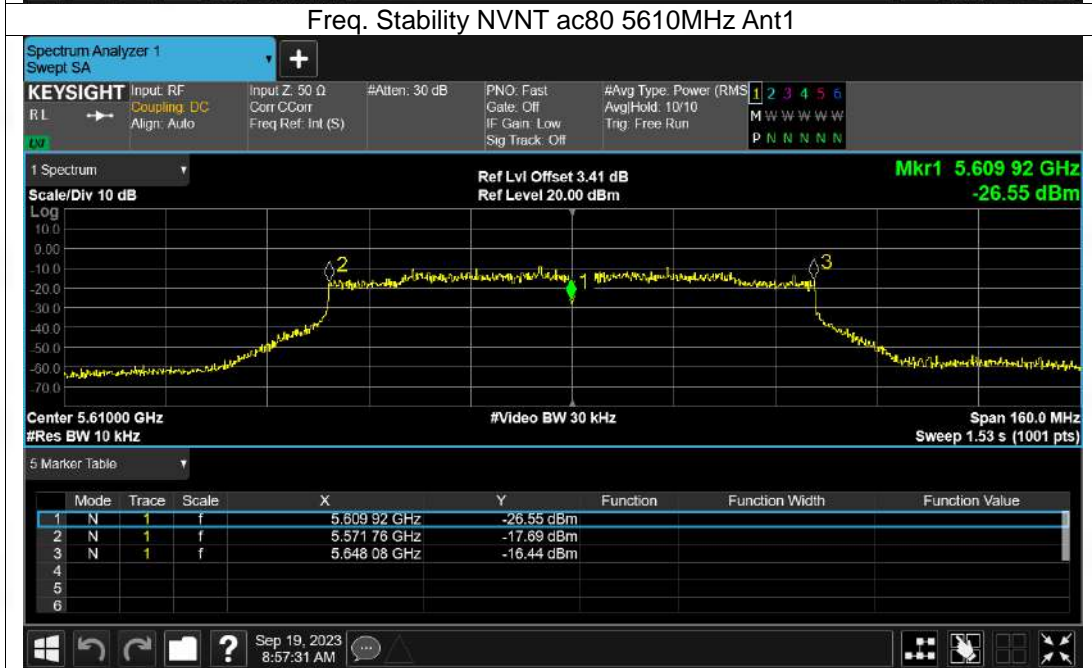 Freq. Stability NVNT ac80 5610MHz Ant1
Spectrum Analyzer 1
Swept SA
+
KEYSIGHT Input: RF Input Z: 50 Ω #Atten: 30 dB PNO: Fast #Avg Type: Power (RMS 1 2 3 4 5 6
RL Coupling: DC Corr CCorr Gate: Off Avg|Hold: 10/10 M W W W W W
Align: Auto Freq Ref: Int (S) IF Gain: Low Trig: Free Run
LXI Sig Track: Off P N N N N N
1 Spectrum Ref Lvl Offset 3.41 dB Mkr1 5.609 92 GHz
Scale/Div 10 dB Ref Level 20.00 dBm -26.55 dBm
Log
10.0
0.00
-10.0
-20.0
-30.0
-40.0
-50.0
-60.0
-70.0
2 1 3
Center 5.61000 GHz #Video BW 30 kHz Span 160.0 MHz
#Res BW 10 kHz Sweep 1.53 s (1001 pts)
5 Marker Table
Mode Trace Scale X Y Function Function Width Function Value
1 N 1 f 5.609 92 GHz -26.55 dBm
2 N 1 f 5.571 76 GHz -17.69 dBm
3 N 1 f 5.648 08 GHz -16.44 dBm
4
5
6
? Sep 19, 2023
8:57:31 AM